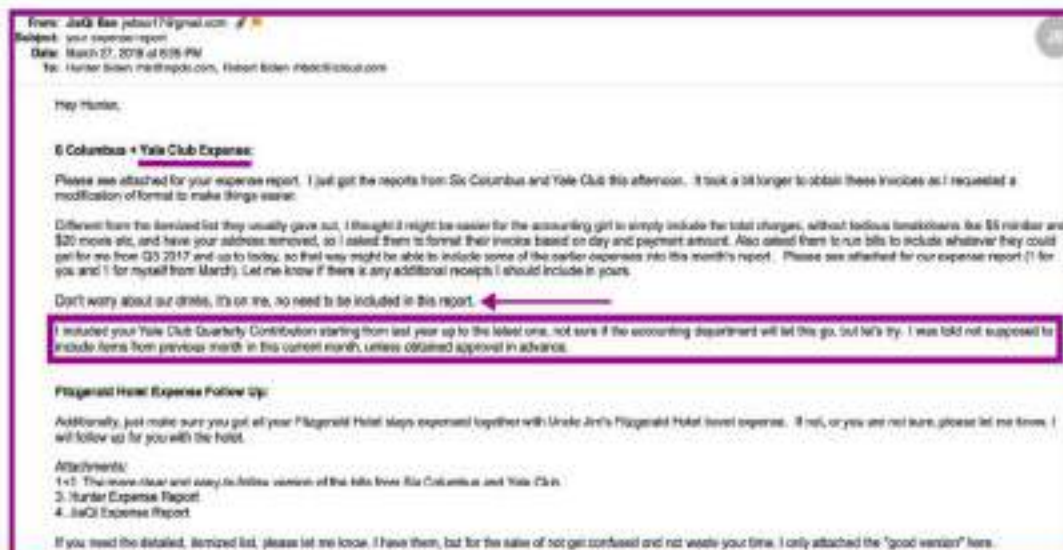 From: JiaQi Bao
Subject: your expense report
Date: March 27, 2018 at 6:35 PM
To: Hunter Biden, Robert Biden
Hey Hunter,
6 Columbus + Yale Club Expense:
Please see attached for your expense report. I just got the reports from Six Columbus and Yale Club this afternoon. It took a bit longer to obtain these invoices as I requested a
modification of format to make things easier.
Different from the itemized list they usually gave out, I thought it might be easier for the accounting girl to simply include the total charges, without tedious breakdowns like $5 minibar and
$20 movie etc, and have your address removed, so I asked them to format their invoice based on day and payment amount. Also asked them to run bills to include whatever they could
get for me from Q3 2017 and up to today, so that way might be able to include some of the earlier expenses into this month's report. Please see attached for our expense report (1 for
you and 1 for myself from March). Let me know if there is any additional receipts I should include in yours.
Don't worry about our drinks, it's on me, no need to be included in this report.
I included your Yale Club Quarterly Contribution starting from last year up to the latest one, not sure if the accounting department will let this go, but let's try. I was told not supposed to
include items from previous month in this current month, unless obtained approval in advance.
Fitzgerald Hotel Expense Follow Up:
Additionally, just make sure you got all your Fitzgerald Hotel stays expensed together with Uncle Jim's Fitzgerald Hotel travel expense. If not, or you are not sure, please let me know, I
will follow up for you with the hotel.
Attachments:
1+2. The more clear and easy to follow version of the bills from Six Columbus and Yale Club
3. Hunter Expense Report
4. JiaQi Expense Report
If you need the detailed, itemized list, please let me know. I have them, but for the sake of not get confused and not waste your time, I only attached the "good version" here.